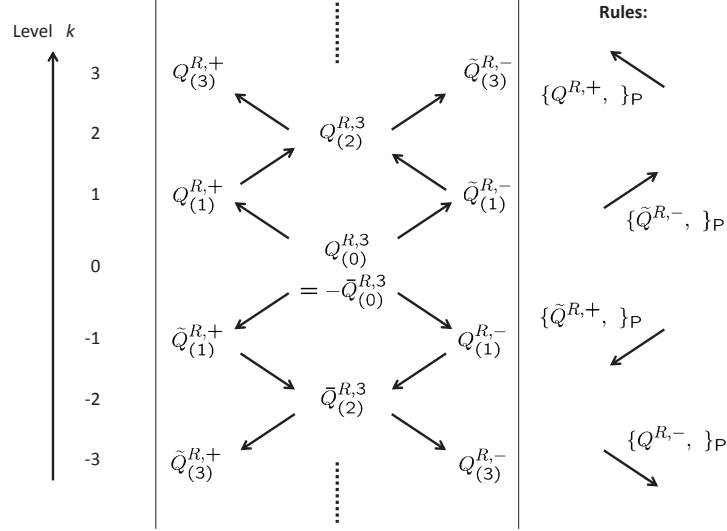 Rules:
Level k
3 Q^{R,+}_{(3)} \tilde{Q}^{R,-}_{(3)}
{Q^{R,+}, }_P
2 Q^{R,3}_{(2)}
1 Q^{R,+}_{(1)} \tilde{Q}^{R,-}_{(1)}
{\tilde{Q}^{R,-}, }_P
Q^{R,3}_{(0)}
0
= -\bar{Q}^{R,3}_{(0)}
{\tilde{Q}^{R,+}, }_P
-1 \tilde{Q}^{R,+}_{(1)} Q^{R,-}_{(1)}
-2 \bar{Q}^{R,3}_{(2)}
{Q^{R,-}, }_P
-3 \tilde{Q}^{R,+}_{(3)} Q^{R,-}_{(3)}